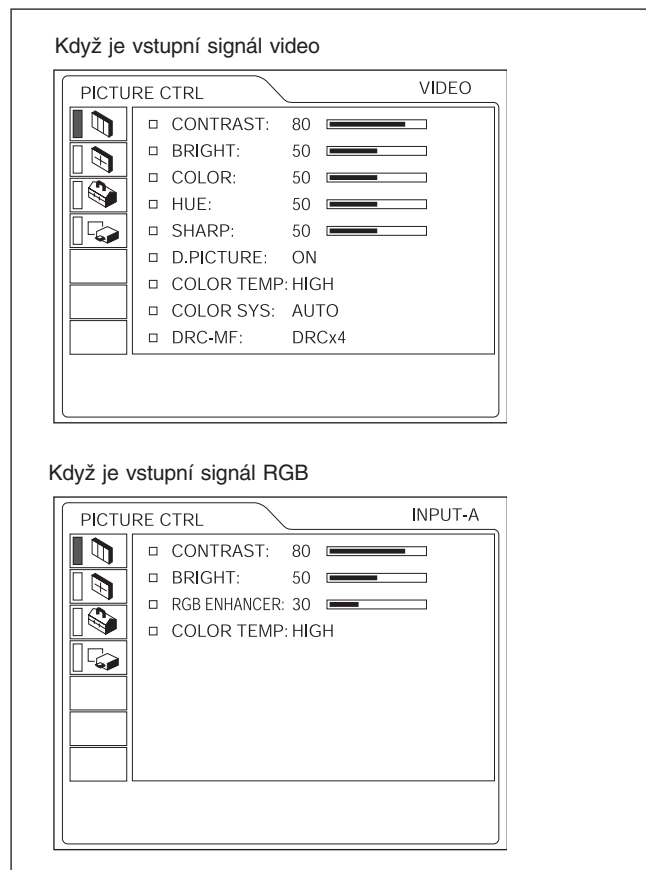 Když je vstupní signál video
PICTURE CTRL VIDEO
CONTRAST: 80
BRIGHT: 50
COLOR: 50
HUE: 50
SHARP: 50
D.PICTURE: ON
COLOR TEMP: HIGH
COLOR SYS: AUTO
DRC-MF: DRCx4
Když je vstupní signál RGB
PICTURE CTRL INPUT-A
CONTRAST: 80
BRIGHT: 50
RGB ENHANCER: 30
COLOR TEMP: HIGH